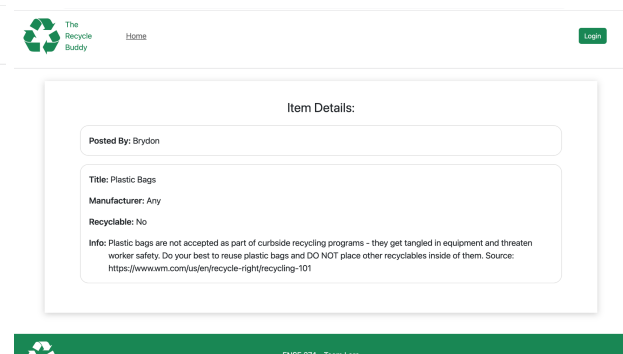 The
Recycle
Buddy
Home
Login
Item Details:
Posted By: Brydon
Title: Plastic Bags
Manufacturer: Any
Recyclable: No
Info: Plastic bags are not accepted as part of curbside recycling programs - they get tangled in equipment and threaten
worker safety. Do your best to reuse plastic bags and DO NOT place other recyclables inside of them. Source:
https://www.wm.com/us/en/recycle-right/recycling-101